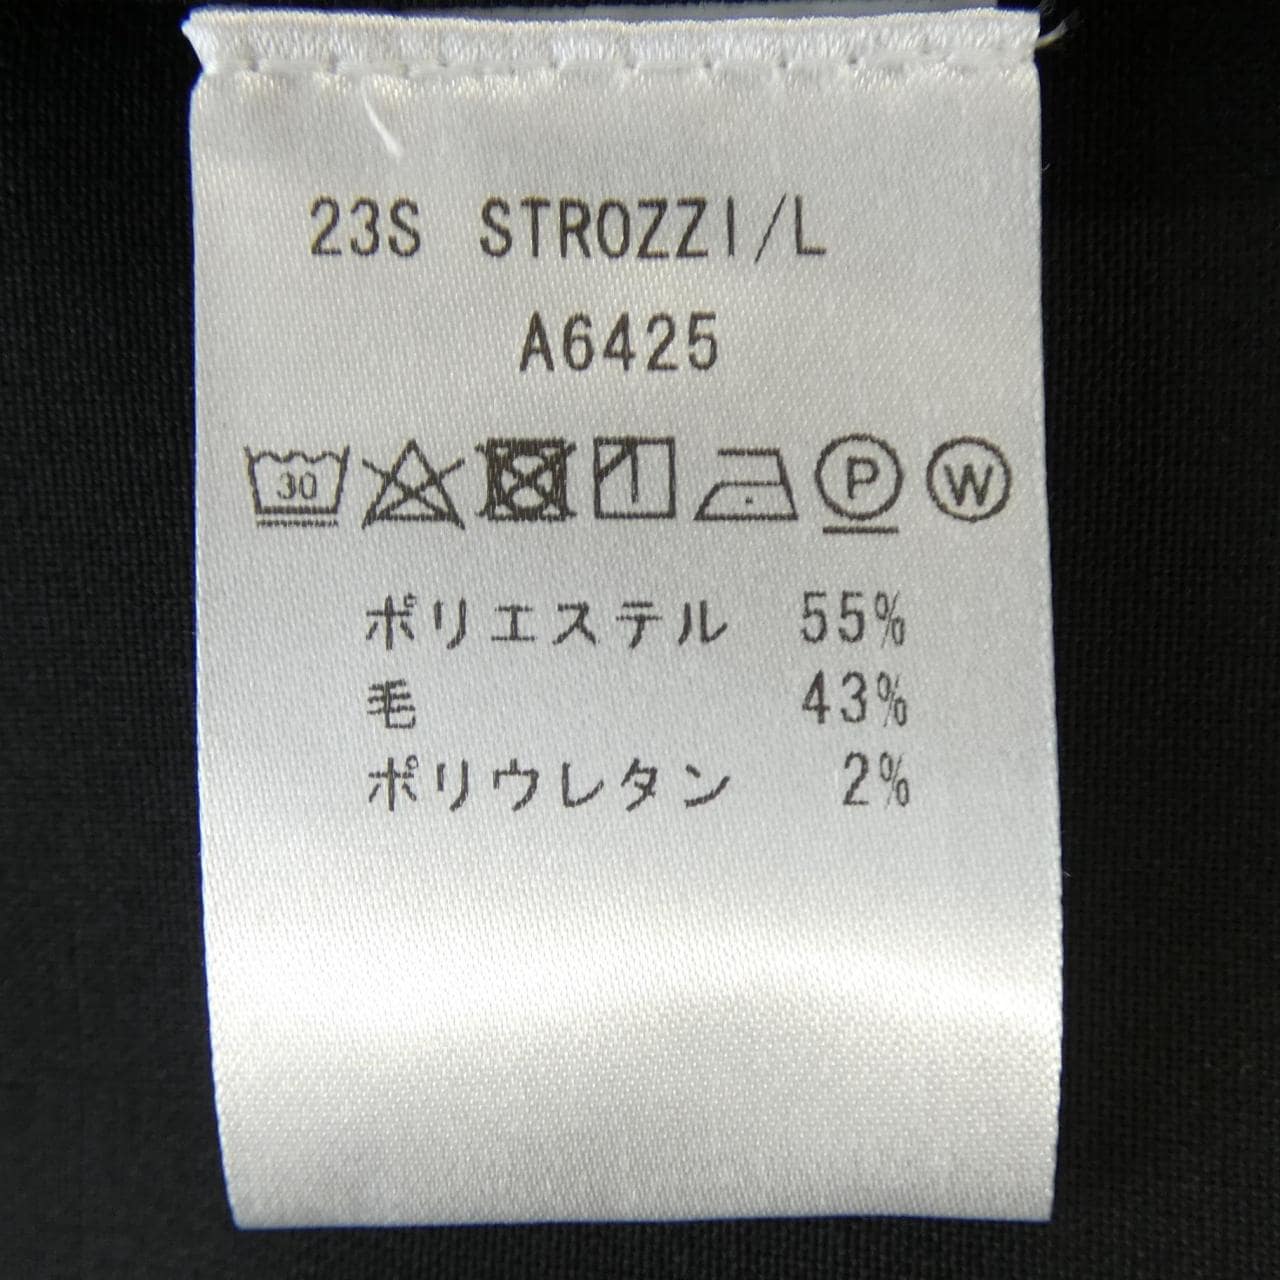 23S STROZZI/L
A6425
30 P W
ポリエステル 55%
毛 43%
ポリウレタン 2%